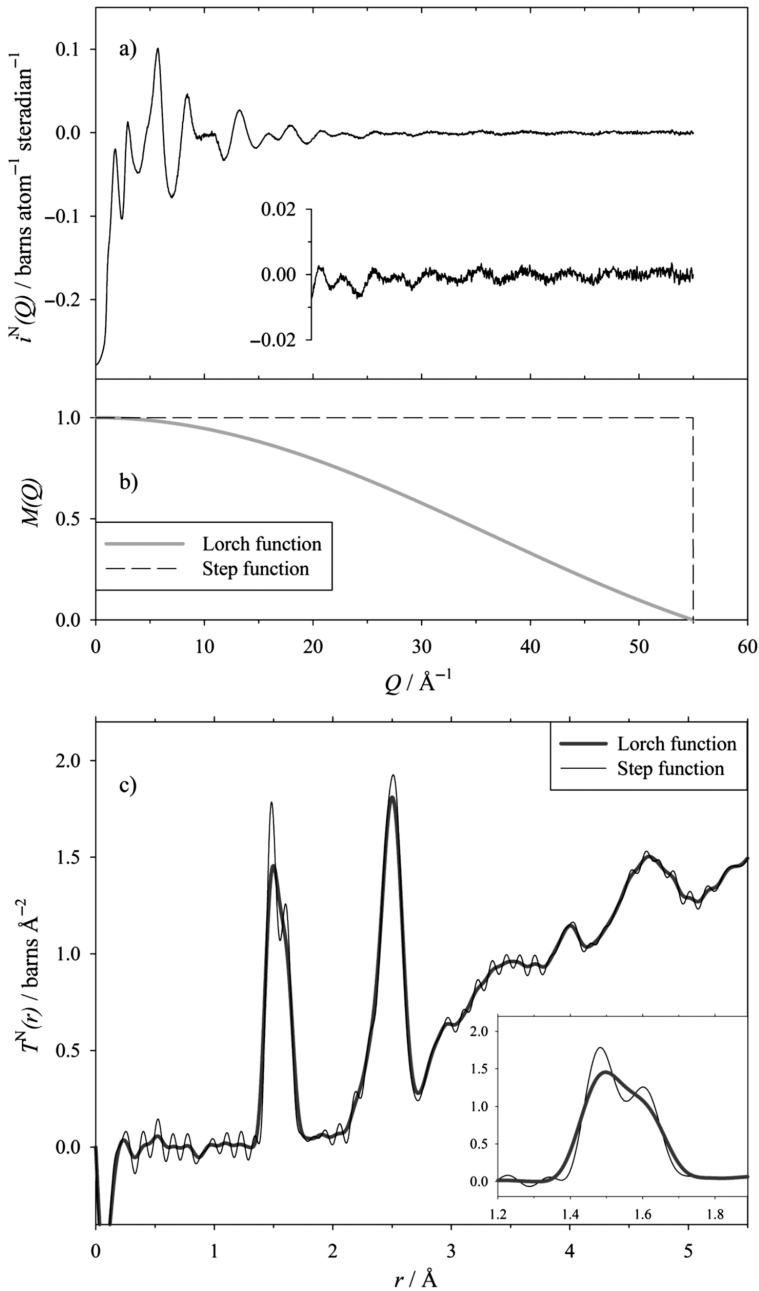 a)
0.1
0.0
−0.1
−0.2
i^N(Q) / barns atom^−1 steradian^−1
0.02
0.00
−0.02
b)
1.0
0.5
0.0
M(Q)
Lorch function
Step function
0 10 20 30 40 50 60
Q / Å^−1
c)
Lorch function
Step function
2.0
1.5
1.0
0.5
0.0
T^N(r) / barns Å^−2
2.0
1.5
1.0
0.5
0.0
1.2 1.4 1.6 1.8
0 1 2 3 4 5
r / Å